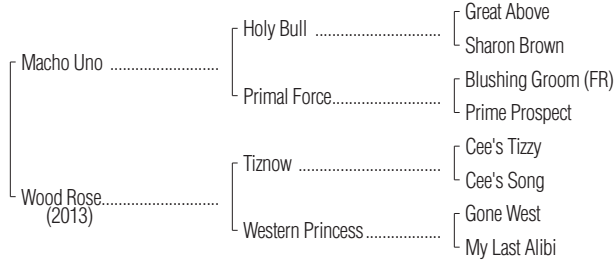 Great Above
Holy Bull ................................
Sharon Brown
Macho Uno ...........................
Blushing Groom (FR)
Primal Force...........................
Prime Prospect
Cee's Tizzy
Tiznow ...................................
Cee's Song
Wood Rose.............................
(2013)
Gone West
Western Princess ..................
My Last Alibi